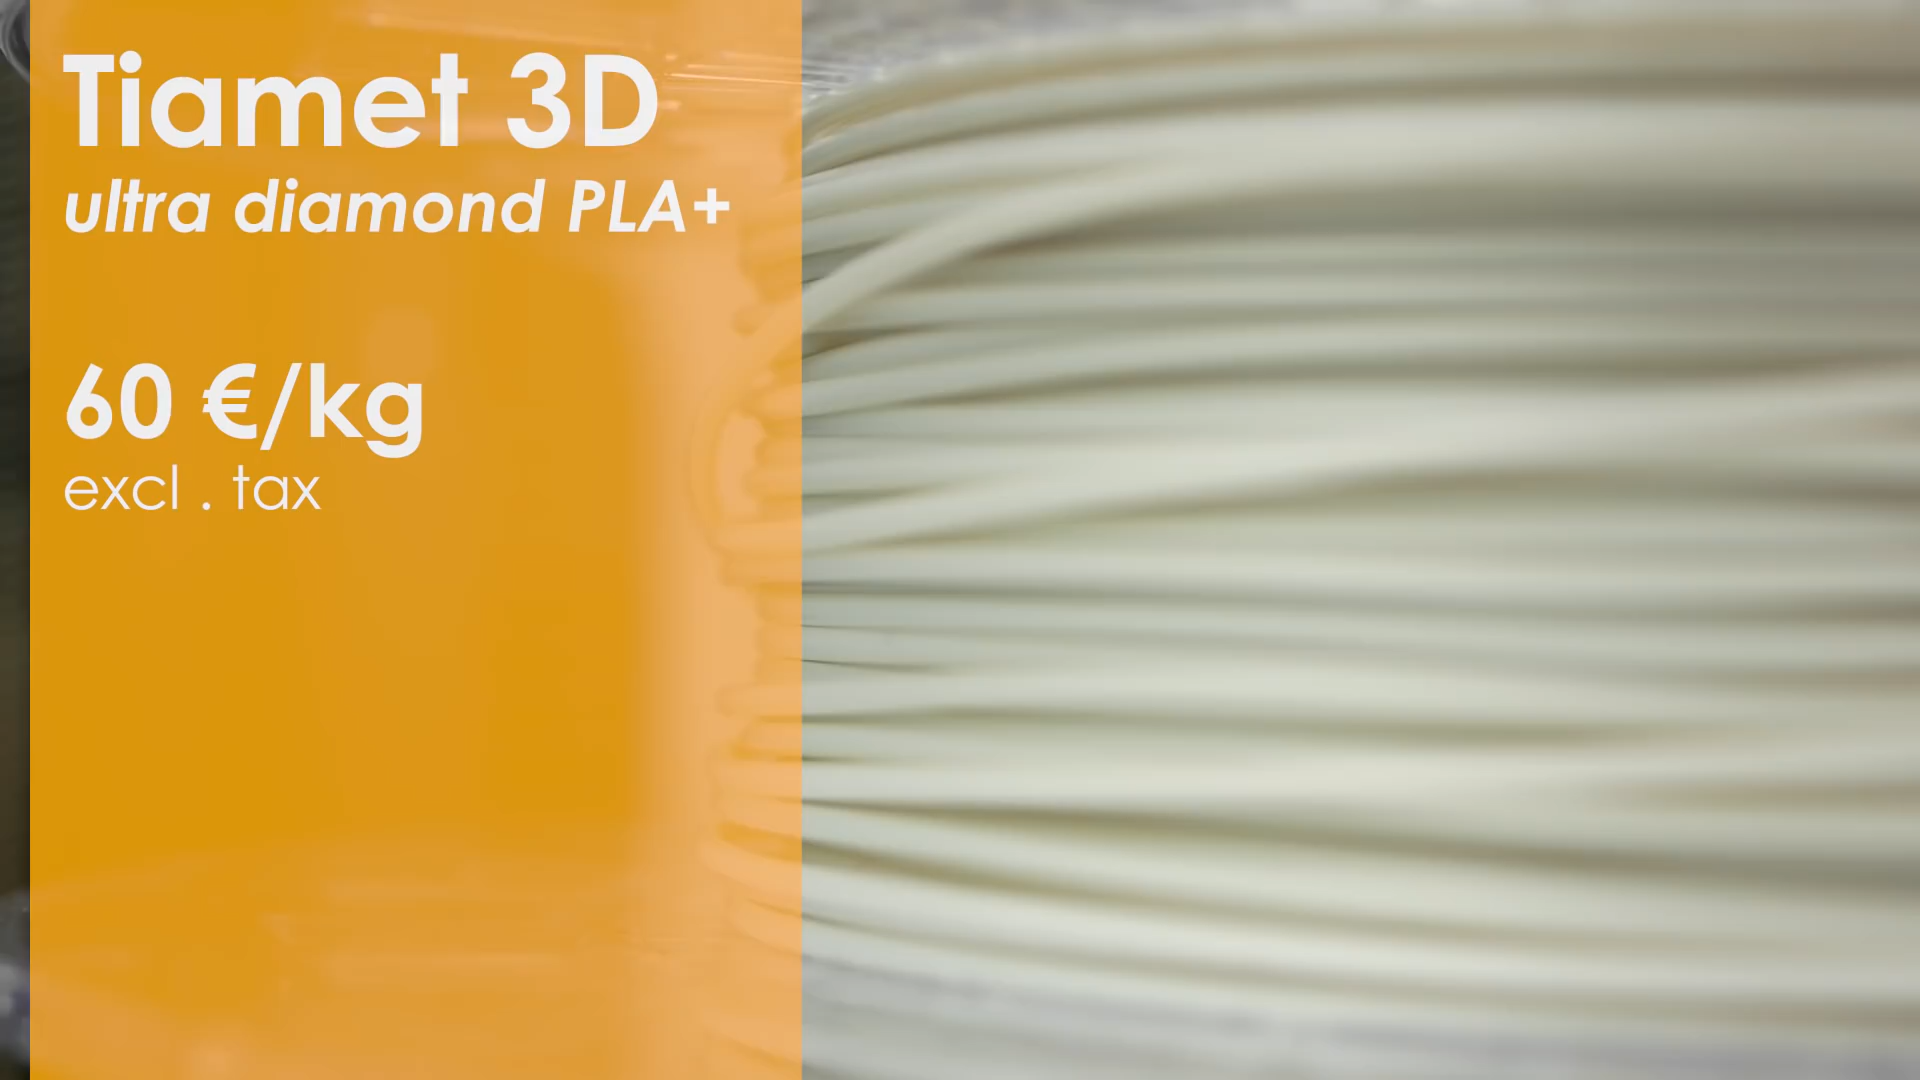 Tiamet 3D
ultra diamond PLA+
60 €/kg
excl . tax